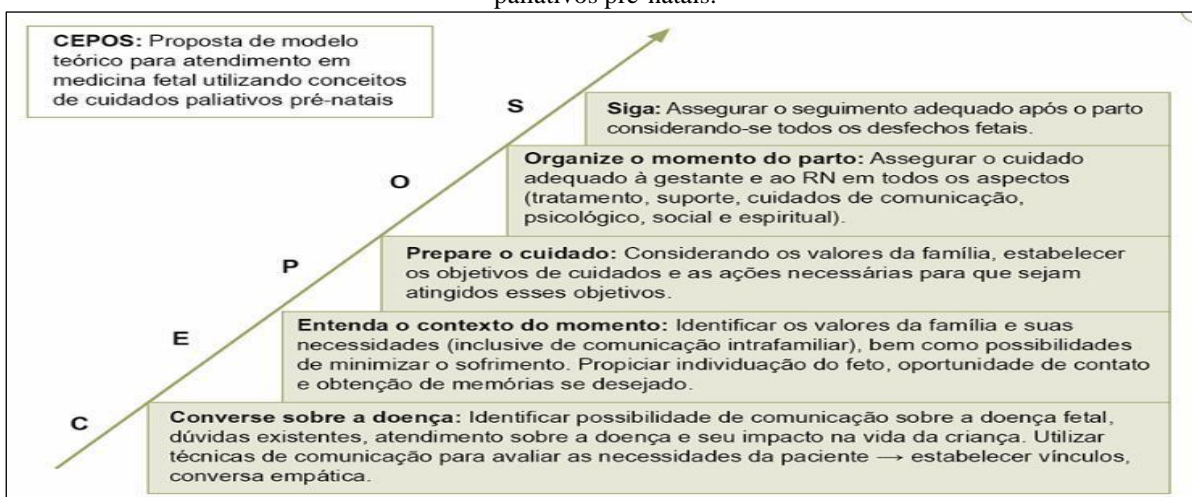 paliativos pré-natais.
CEPOS: Proposta de modelo
teórico para atendimento em
medicina fetal utilizando conceitos
de cuidados paliativos pré-natais
S
Siga: Assegurar o seguimento adequado após o parto
considerando-se todos os desfechos fetais.
O
Organize o momento do parto: Assegurar o cuidado
adequado à gestante e ao RN em todos os aspectos
(tratamento, suporte, cuidados de comunicação,
psicológico, social e espiritual).
P
Prepare o cuidado: Considerando os valores da família, estabelecer
os objetivos de cuidados e as ações necessárias para que sejam
atingidos esses objetivos.
E
Entenda o contexto do momento: Identificar os valores da família e suas
necessidades (inclusive de comunicação intrafamiliar), bem como possibilidades
de minimizar o sofrimento. Propiciar individuação do feto, oportunidade de contato
e obtenção de memórias se desejado.
C
Converse sobre a doença: Identificar possibilidade de comunicação sobre a doença fetal,
dúvidas existentes, atendimento sobre a doença e seu impacto na vida da criança. Utilizar
técnicas de comunicação para avaliar as necessidades da paciente → estabelecer vínculos,
conversa empática.